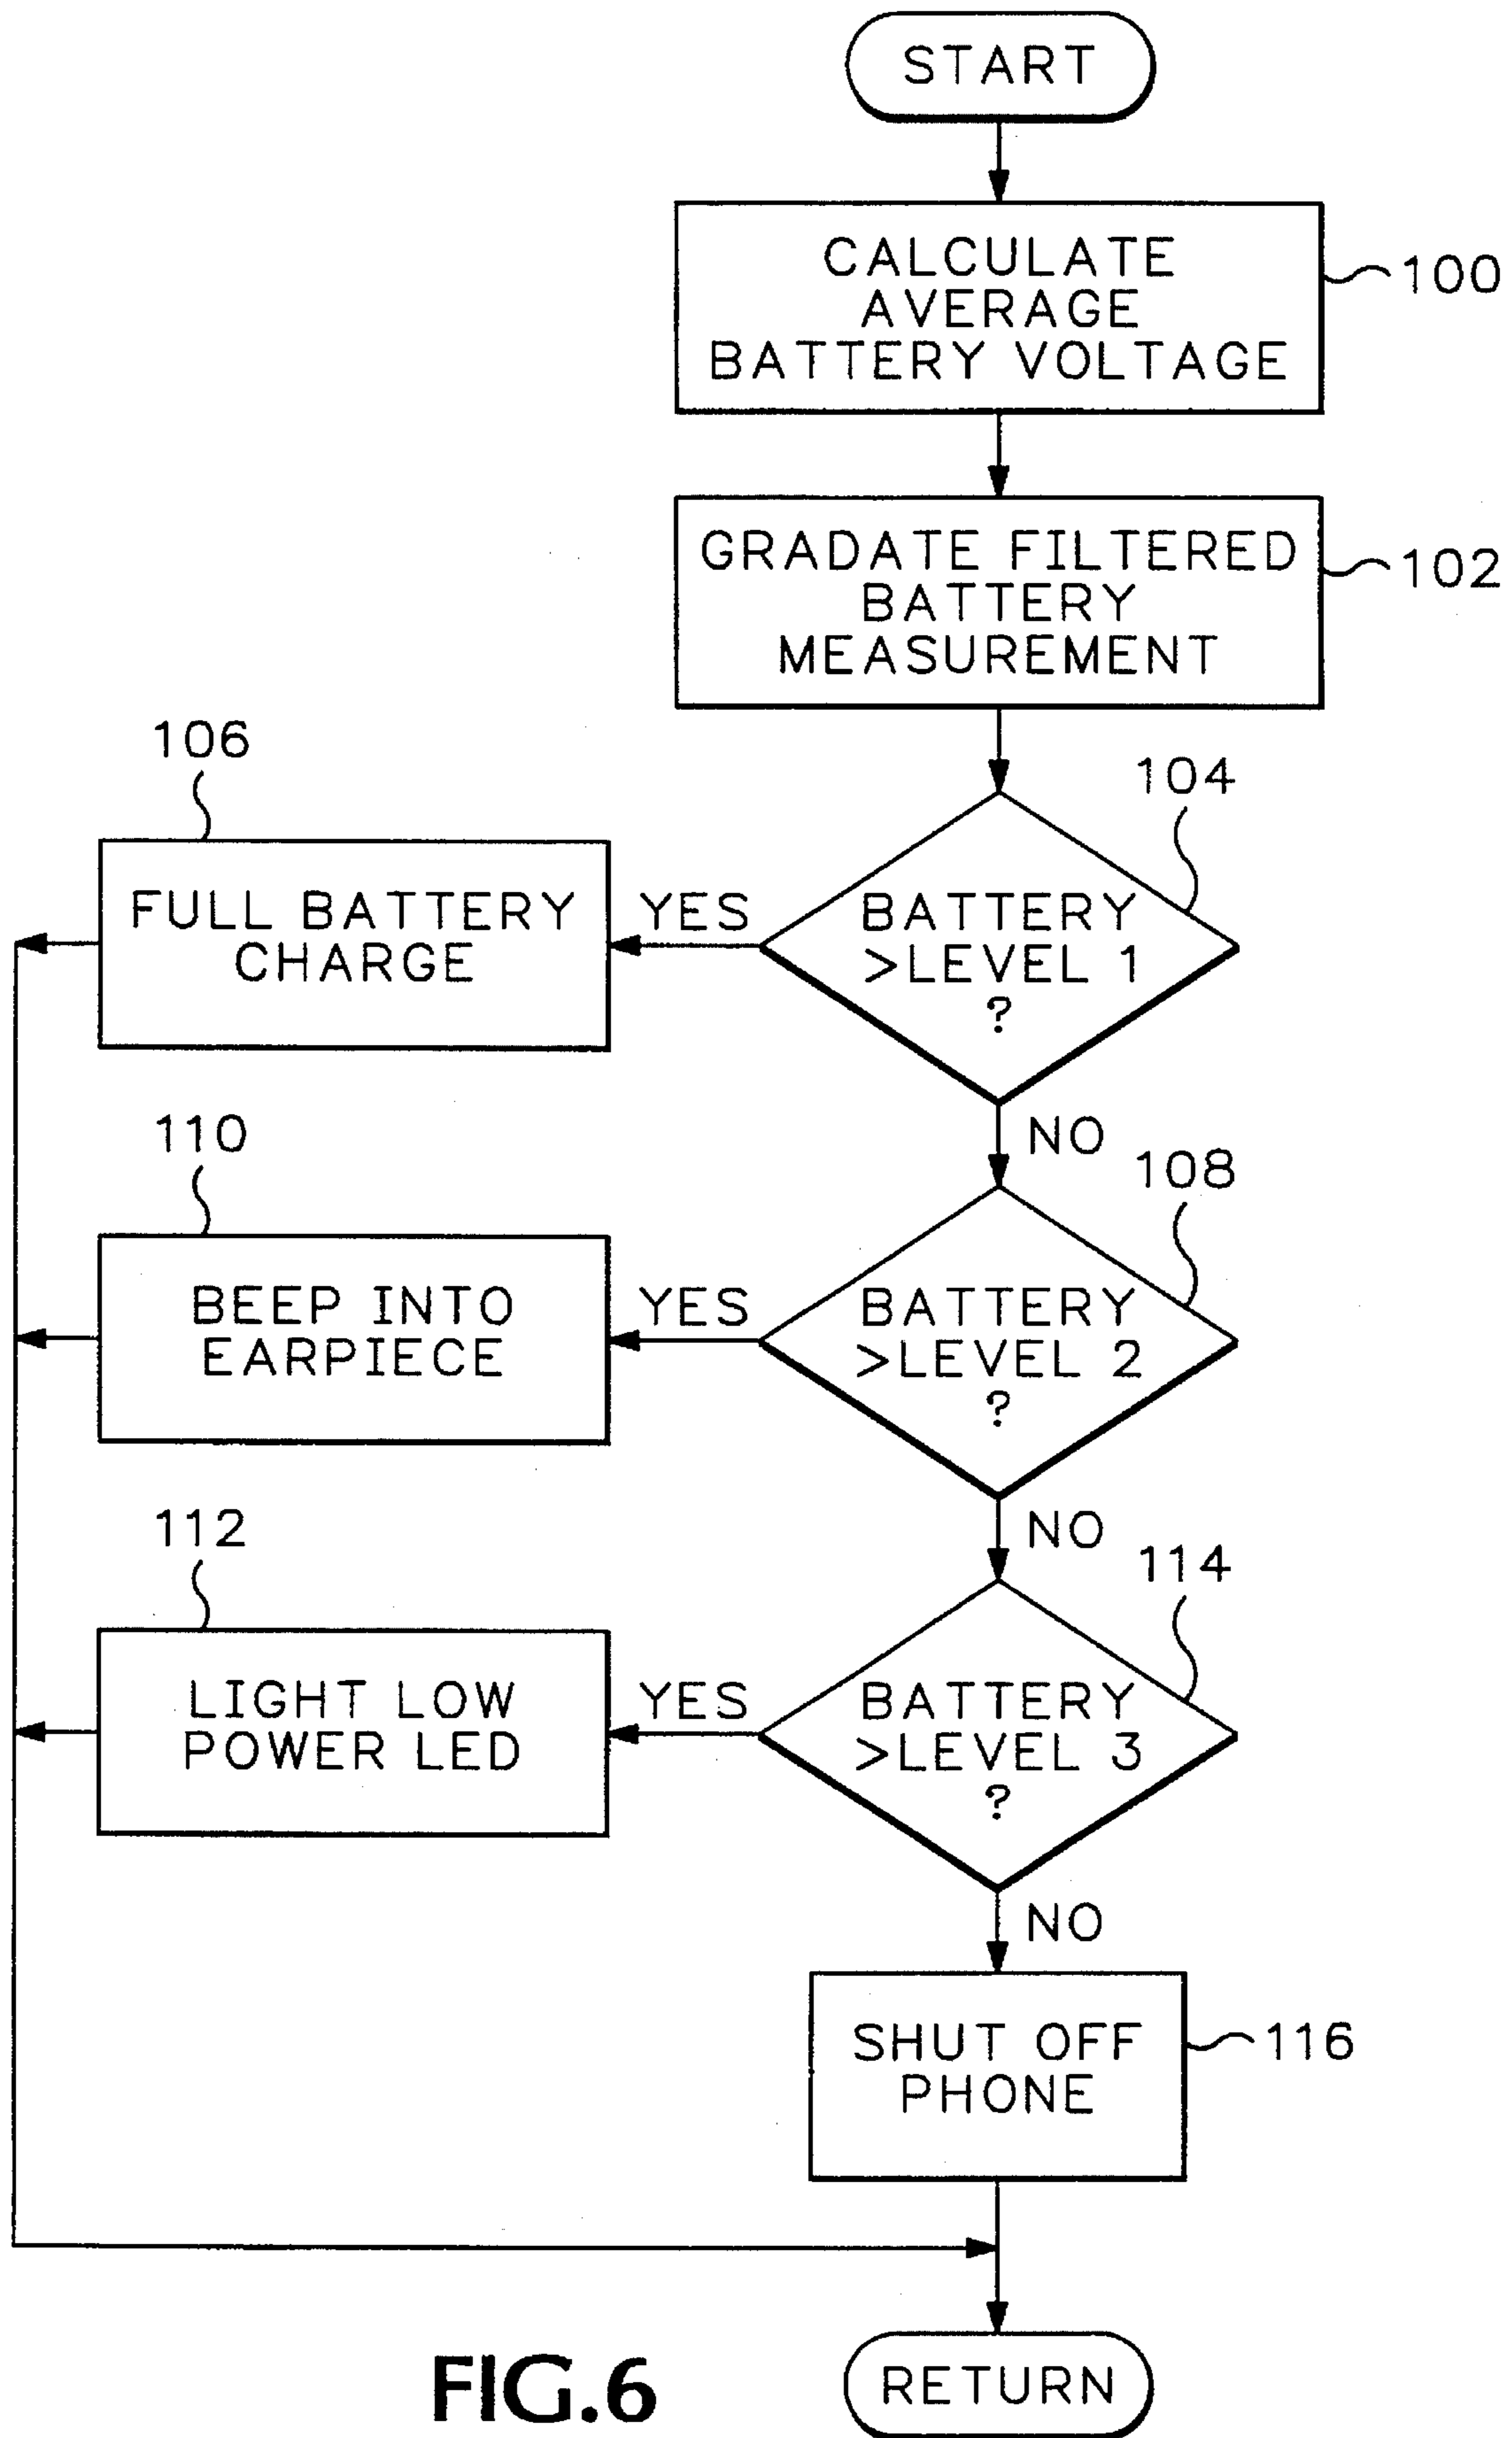 START
CALCULATE
AVERAGE
BATTERY VOLTAGE
100
GRADATE FILTERED
BATTERY
MEASUREMENT
102
106
104
FULL BATTERY
CHARGE
YES
BATTERY
>LEVEL 1
?
NO
110
108
BEEP INTO
EARPIECE
YES
BATTERY
>LEVEL 2
?
NO
112
114
LIGHT LOW
POWER LED
YES
BATTERY
>LEVEL 3
?
NO
SHUT OFF
PHONE
116
RETURN
FIG.6